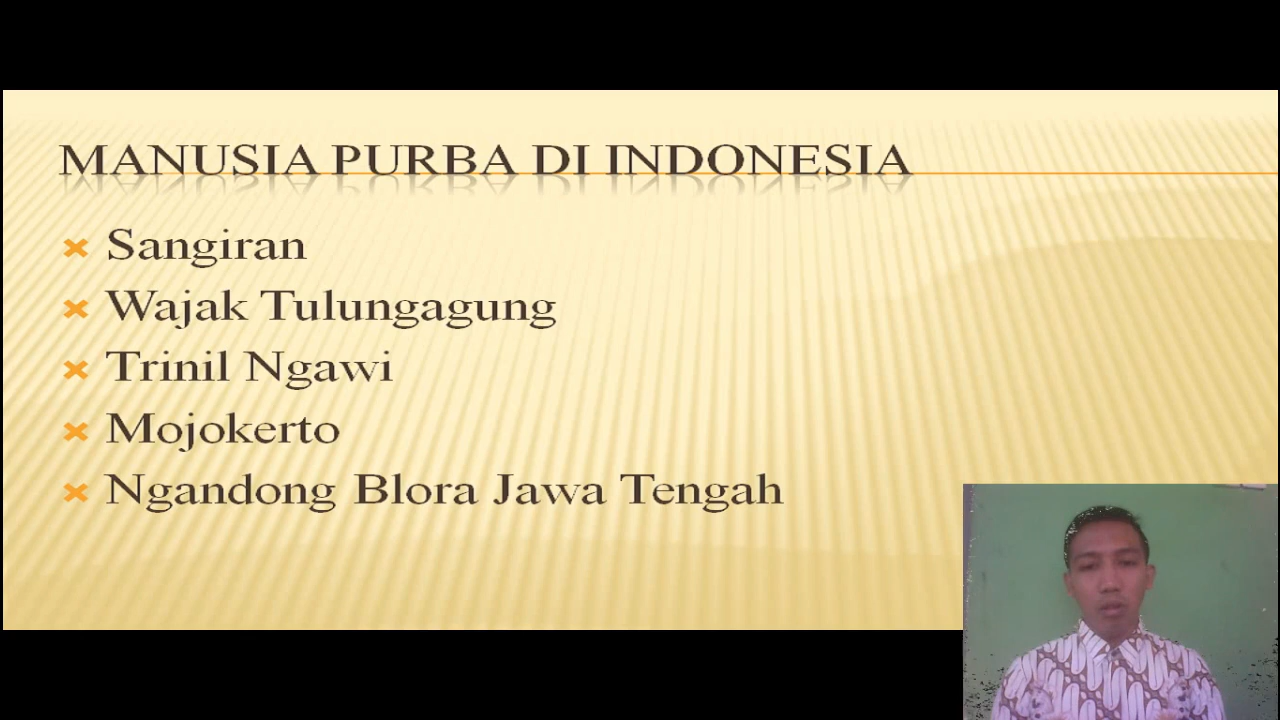 MANUSIA PURBA DI INDONESIA
Sangiran
Wajak Tulungagung
Trinil Ngawi
Mojokerto
Ngandong Blora Jawa Tengah